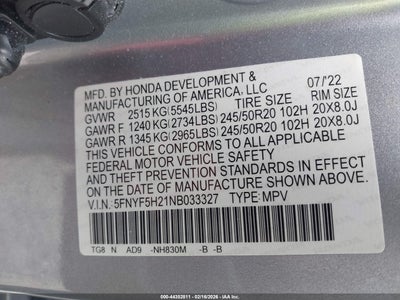 MFD. BY HONDA DEVELOPMENT & 07/'22
MANUFACTURING OF AMERICA, LLC
GVWR 2515 KG(5545LBS) TIRE SIZE RIM SIZE
GAWR F 1240 KG(2734LBS) 245/50R20 102H 20X8.0J
GAWR R 1345 KG(2965LBS) 245/50R20 102H 20X8.0J
THIS VEHICLE CONFORMS TO ALL APPLICABLE
FEDERAL MOTOR VEHICLE SAFETY, BUMPER,
AND THEFT PREVENTION STANDARDS IN EFFECT
ON THE DATE OF MANUFACTURE SHOWN ABOVE.
V.I.N.: 5FNYF5H21NB033327 TYPE: MPV
TG8 N AD9 -NH830M -B -B
000-44302811 - 02/16/2026 - © IAA Inc.